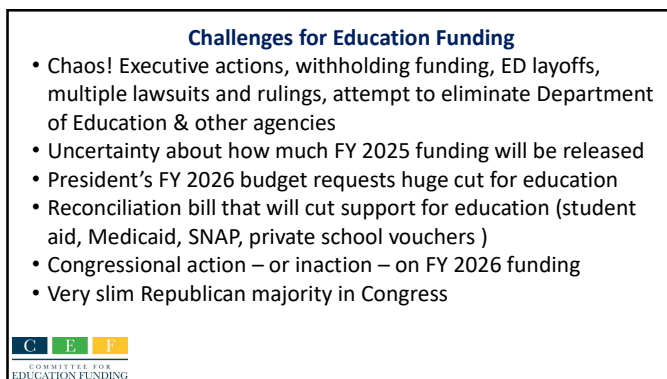 Challenges for Education Funding
• Chaos! Executive actions, withholding funding, ED layoffs,
multiple lawsuits and rulings, attempt to eliminate Department
of Education & other agencies
• Uncertainty about how much FY 2025 funding will be released
• President's FY 2026 budget requests huge cut for education
• Reconciliation bill that will cut support for education (student
aid, Medicaid, SNAP, private school vouchers )
• Congressional action – or inaction – on FY 2026 funding
• Very slim Republican majority in Congress
C E F
COMMITTEE FOR
EDUCATION FUNDING